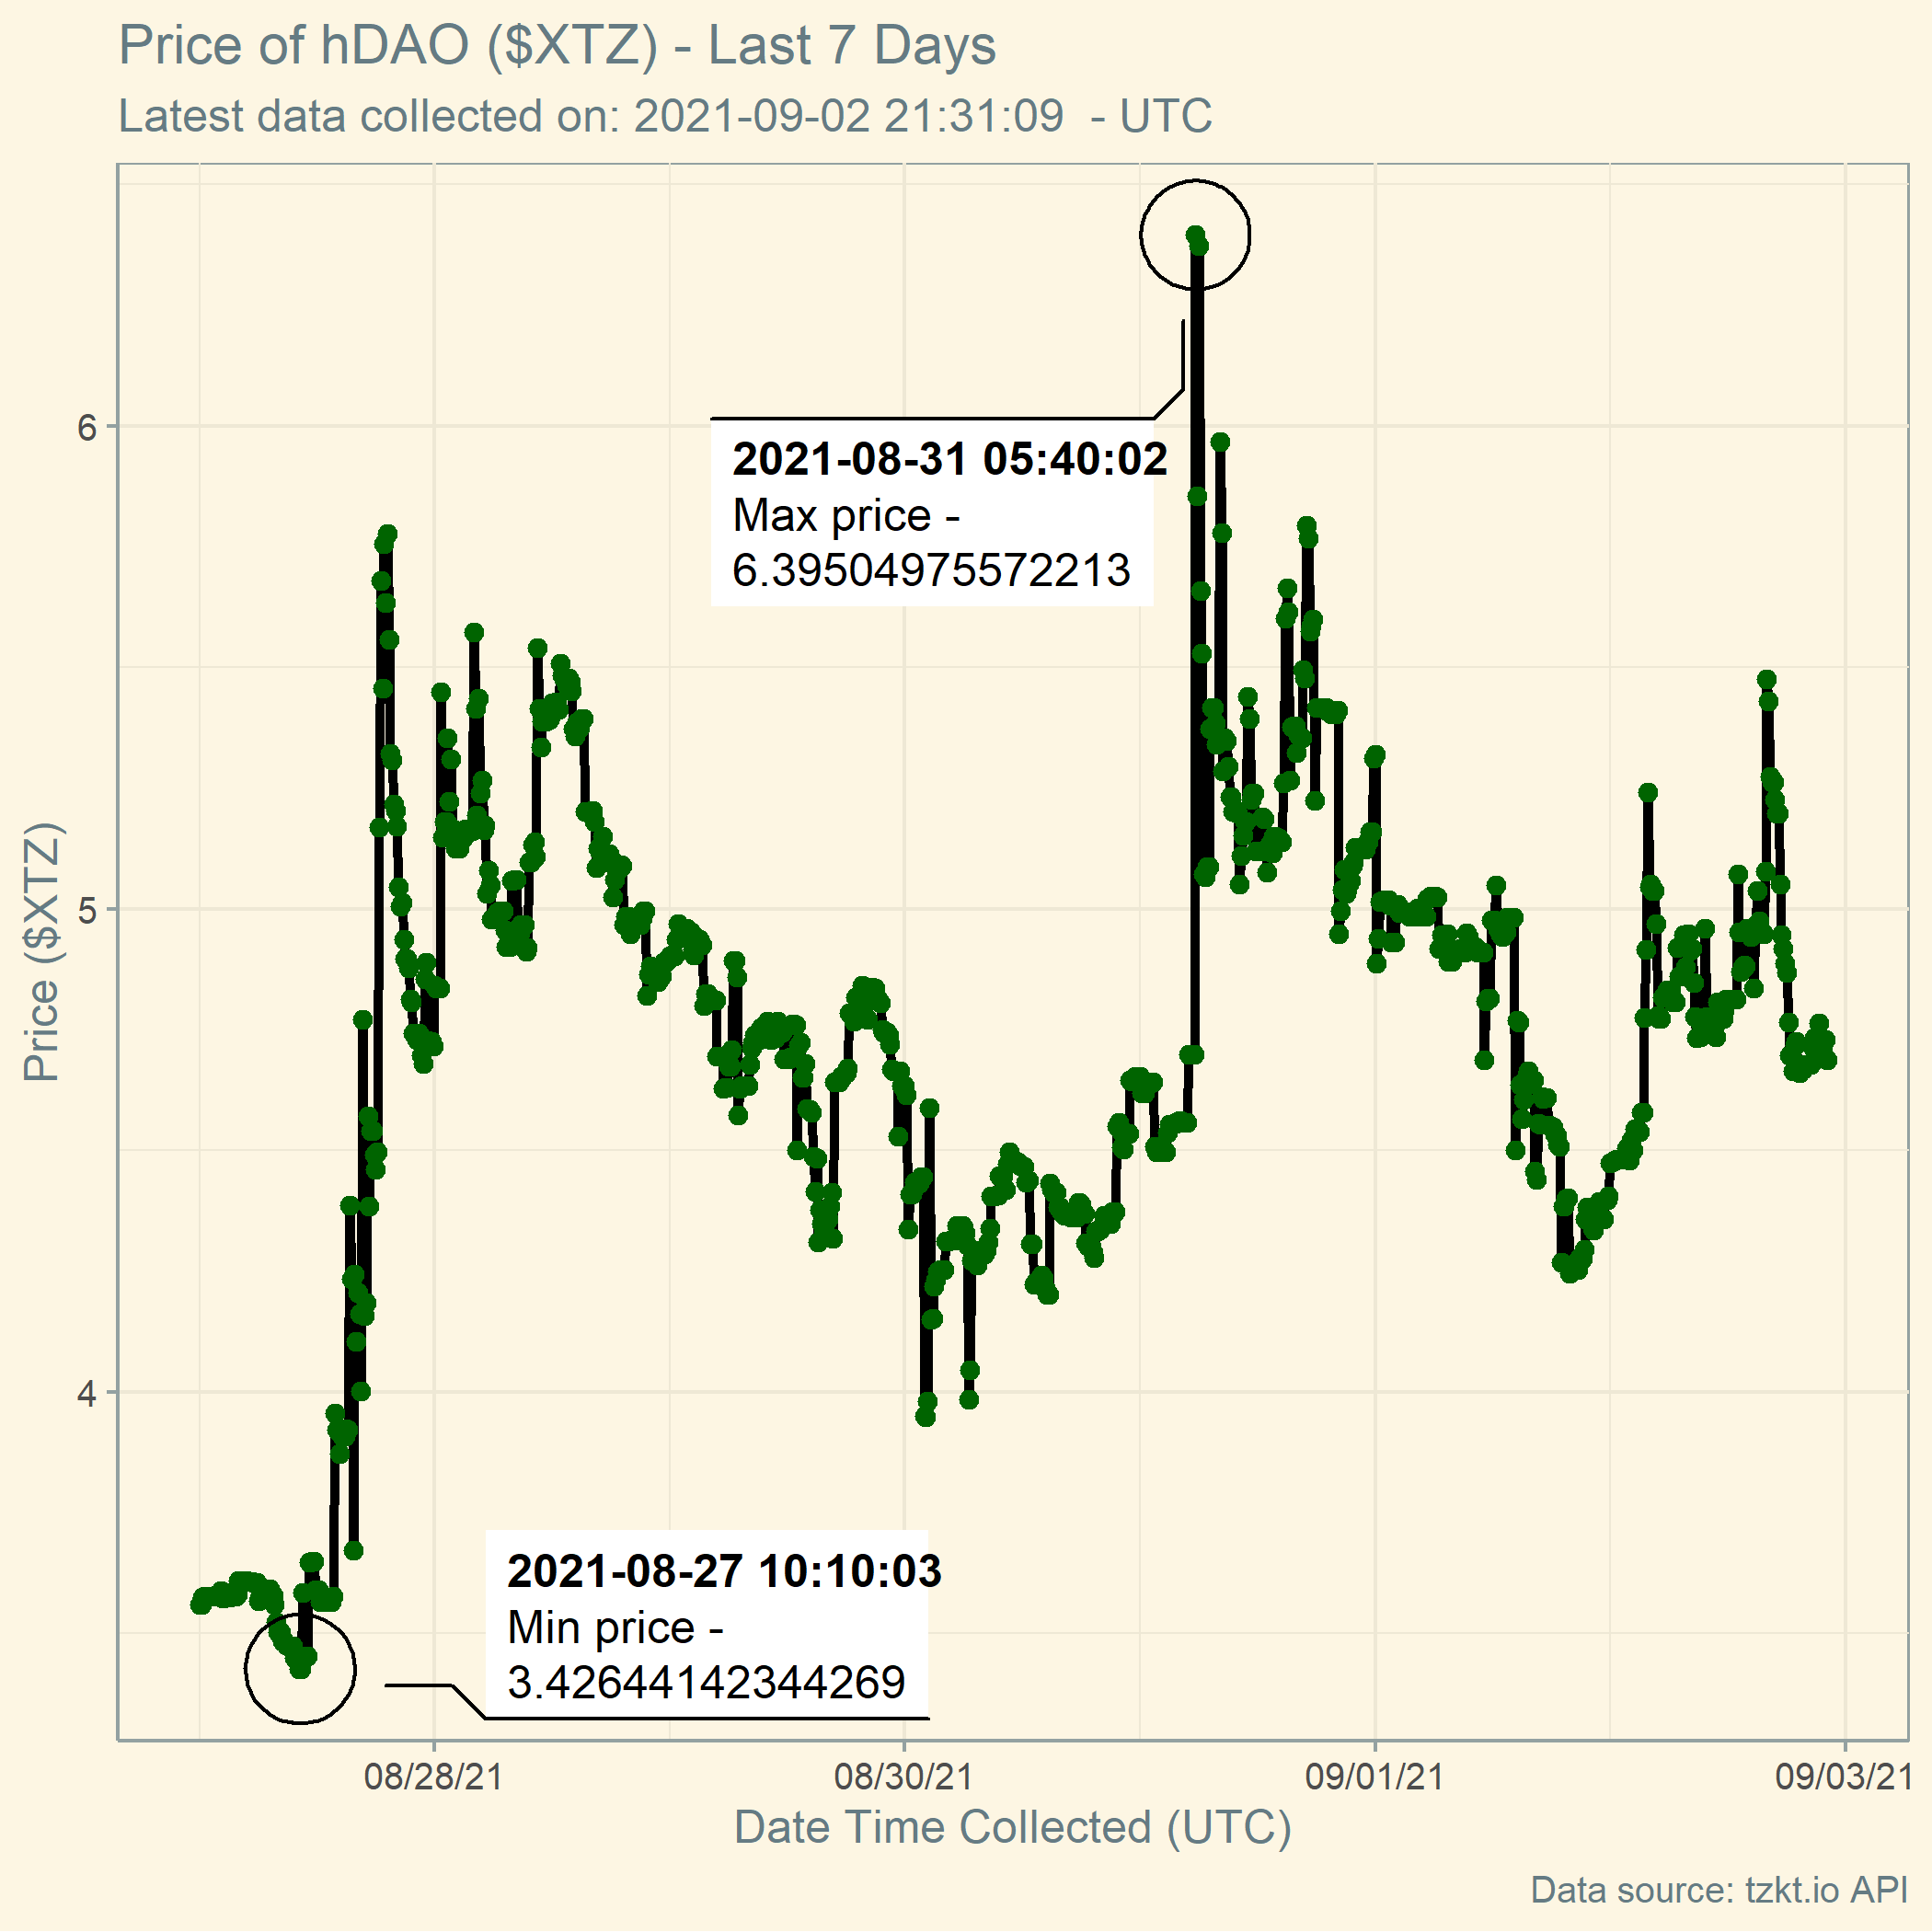 Price of hDAO ($XTZ) - Last 7 Days
Latest data collected on: 2021-09-02 21:31:09  - UTC
Price ($XTZ)
6
5
4
2021-08-31 05:40:02
Max price -
6.39504975572213
2021-08-27 10:10:03
Min price -
3.42644142344269
08/28/21
08/30/21
09/01/21
09/03/21
Date Time Collected (UTC)
Data source: tzkt.io API